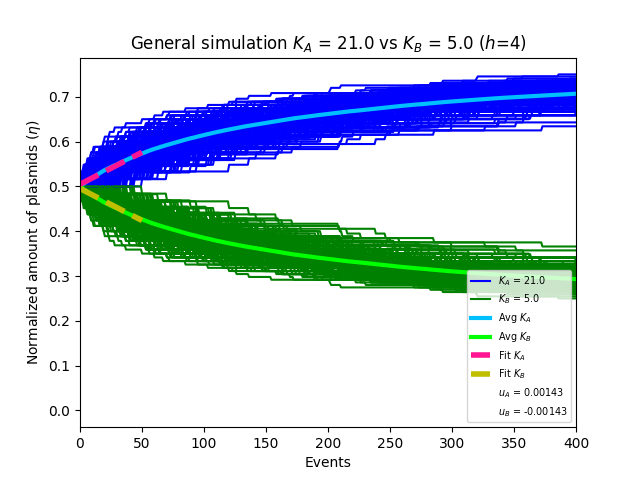 General simulation K_A = 21.0 vs K_B = 5.0 (h=4)
Normalized amount of plasmids (η)
0.7
0.6
0.5
0.4
0.3
0.2
0.1
0.0
K_A = 21.0
K_B = 5.0
Avg K_A
Avg K_B
Fit K_A
Fit K_B
u_A = 0.00143
u_B = -0.00143
0 50 100 150 200 250 300 350 400
Events